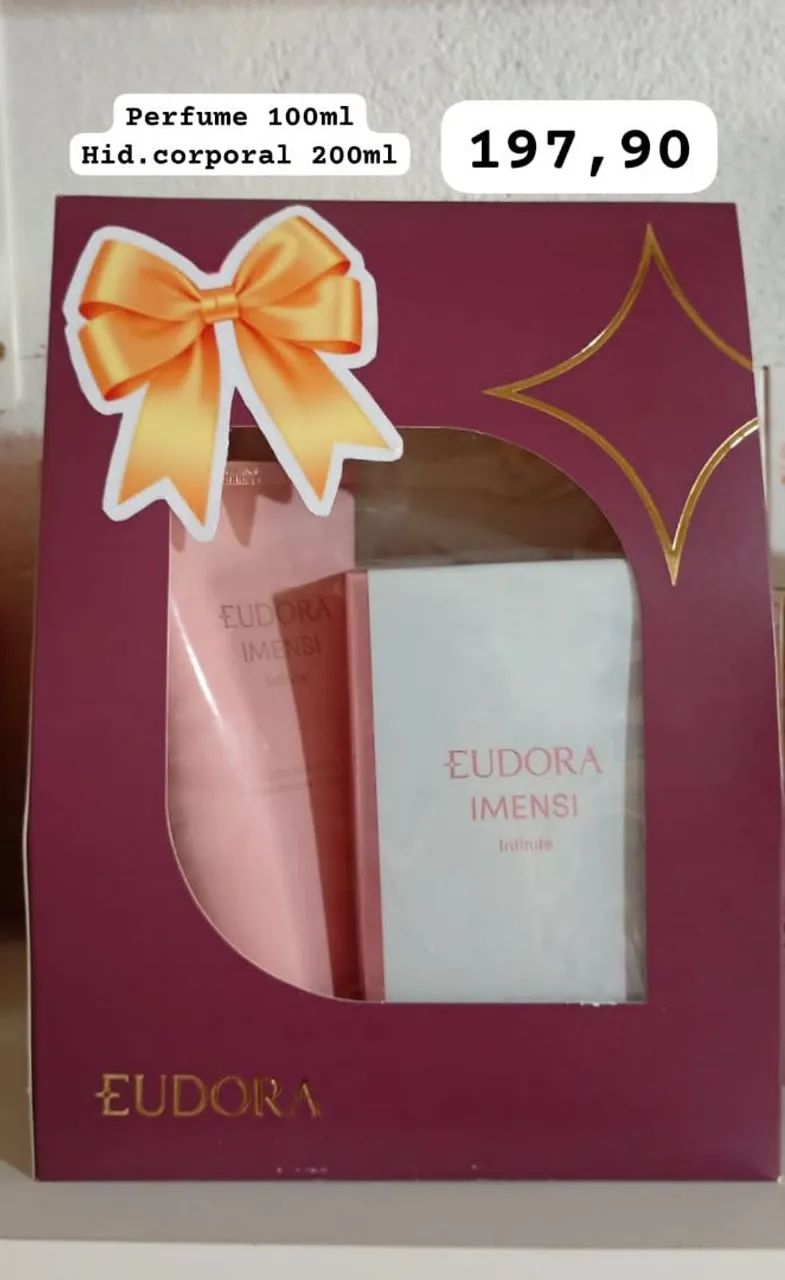 Perfume 100ml
Hid.corporal 200ml
197,90
EUDORA
IMENSI
EUDORA
IMENSI
Infinite
EUDORA